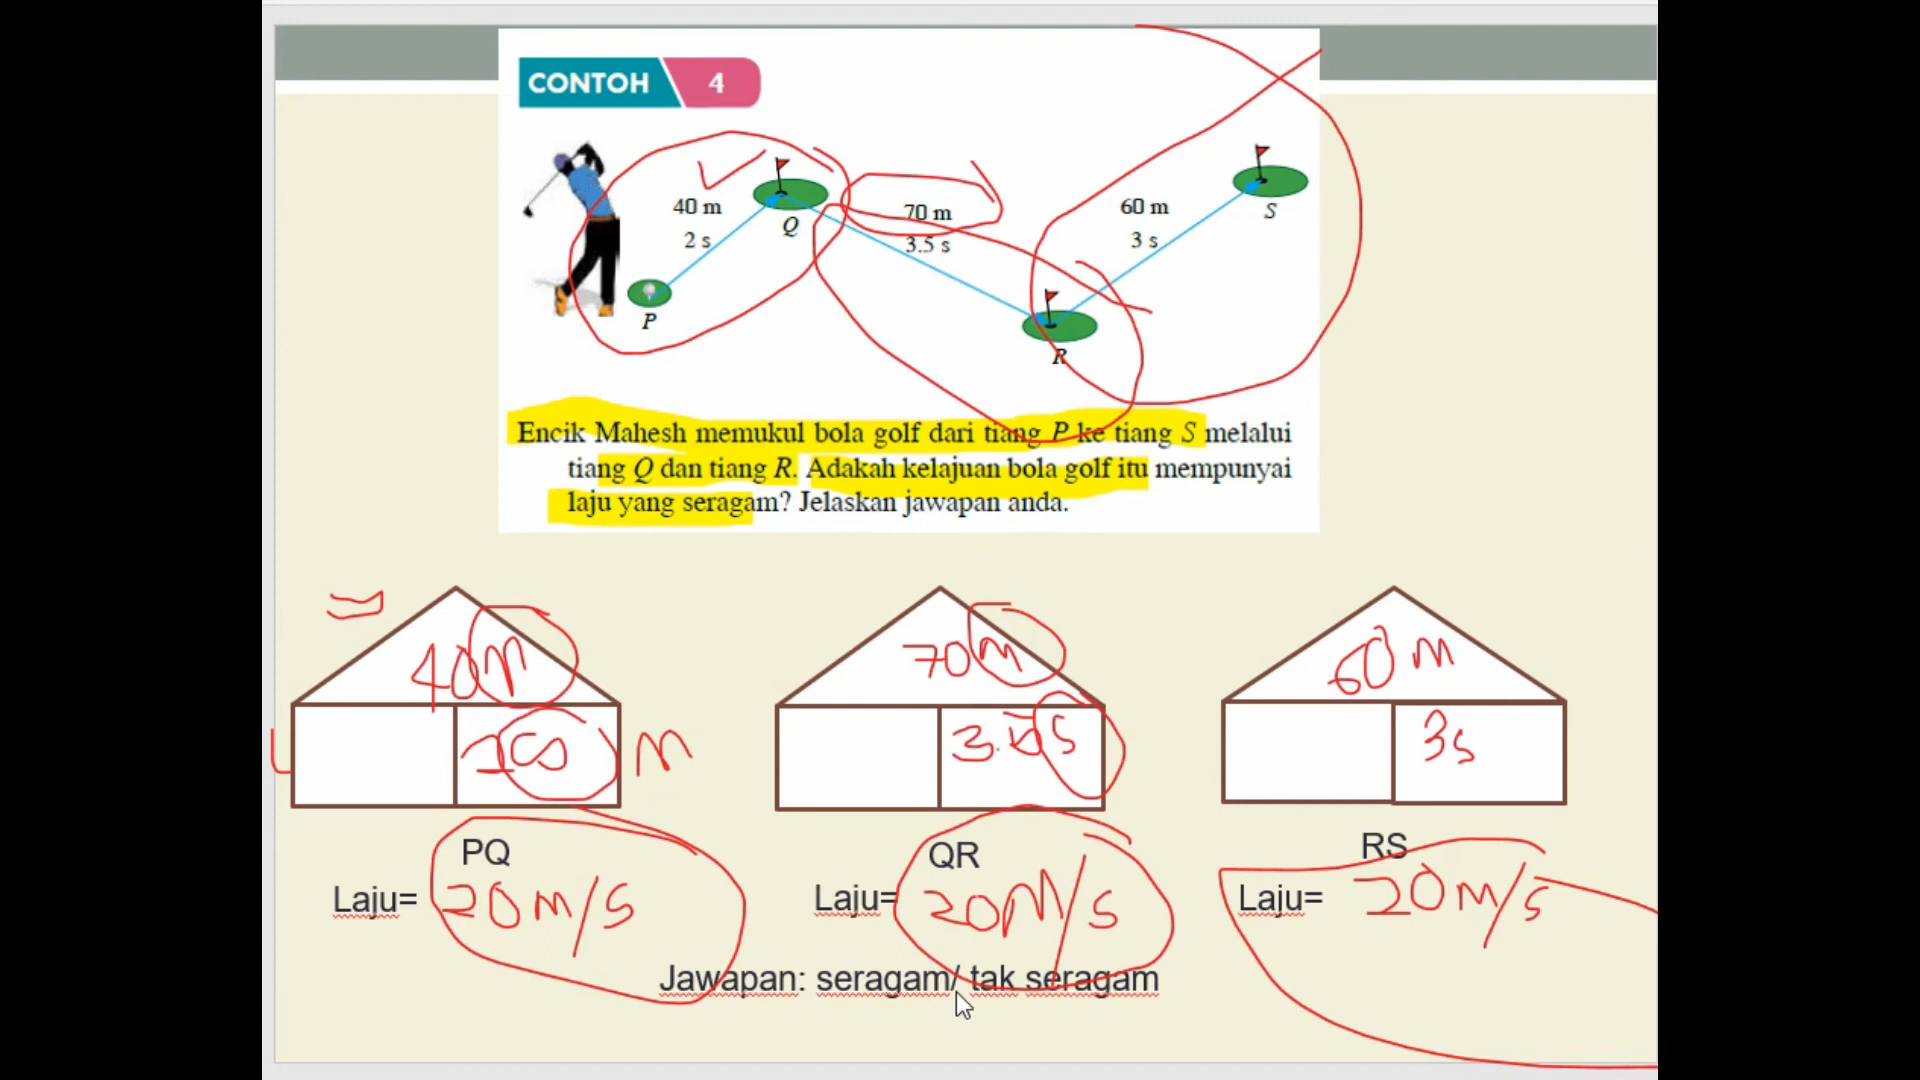 CONTOH 4
40 m
2 s
Q
P
70 m
3.5 s
R
60 m
3 s
S
Encik Mahesh memukul bola golf dari tiang P ke tiang S melalui
tiang Q dan tiang R. Adakah kelajuan bola golf itu mempunyai
laju yang seragam? Jelaskan jawapan anda.
40m
m
70m
3.5s
60m
3s
PQ
Laju= 20m/s
QR
Laju= 20m/s
RS
Laju= 20m/s
Jawapan: seragam/ tak seragam